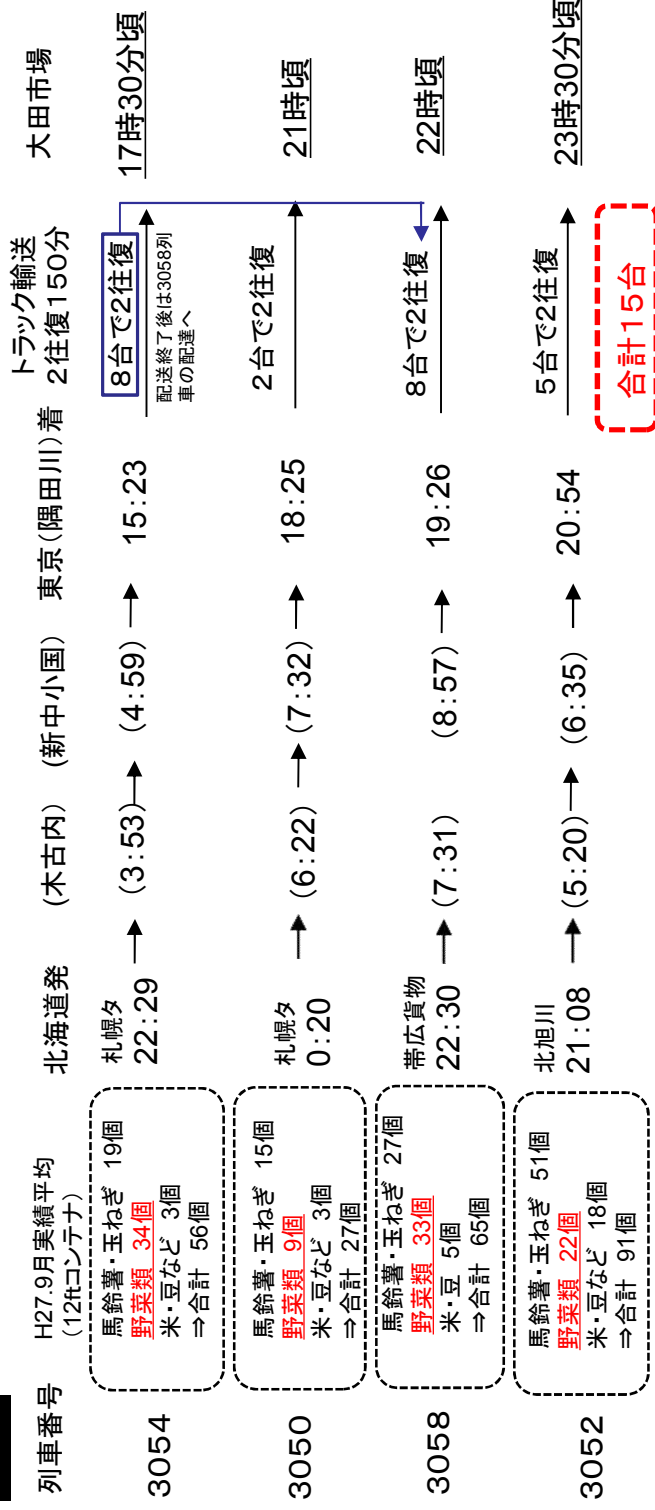 列車番号
H27.9月実績平均
（12ftコンテナ）
北海道発
(木古内)
(新中小国)
東京(隅田川)着
トラック輸送
2往復150分
大田市場
3054
馬鈴薯・玉ねぎ 19個
野菜類 34個
米・豆など 3個
⇒合計 56個
札幌タ
22:29
(3:53)
(4:59)
15:23
8台で2往復
配送終了後は3058列
車の配達へ
17時30分頃
3050
馬鈴薯・玉ねぎ 15個
野菜類 9個
米・豆など 3個
⇒合計 27個
札幌タ
0:20
(6:22)
(7:32)
18:25
2台で2往復
21時頃
3058
馬鈴薯・玉ねぎ 27個
野菜類 33個
米・豆 5個
⇒合計 65個
帯広貨物
22:30
(7:31)
(8:57)
19:26
8台で2往復
22時頃
3052
馬鈴薯・玉ねぎ 51個
野菜類 22個
米・豆など 18個
⇒合計 91個
北旭川
21:08
(5:20)
(6:35)
20:54
5台で2往復
23時30分頃
合計15台